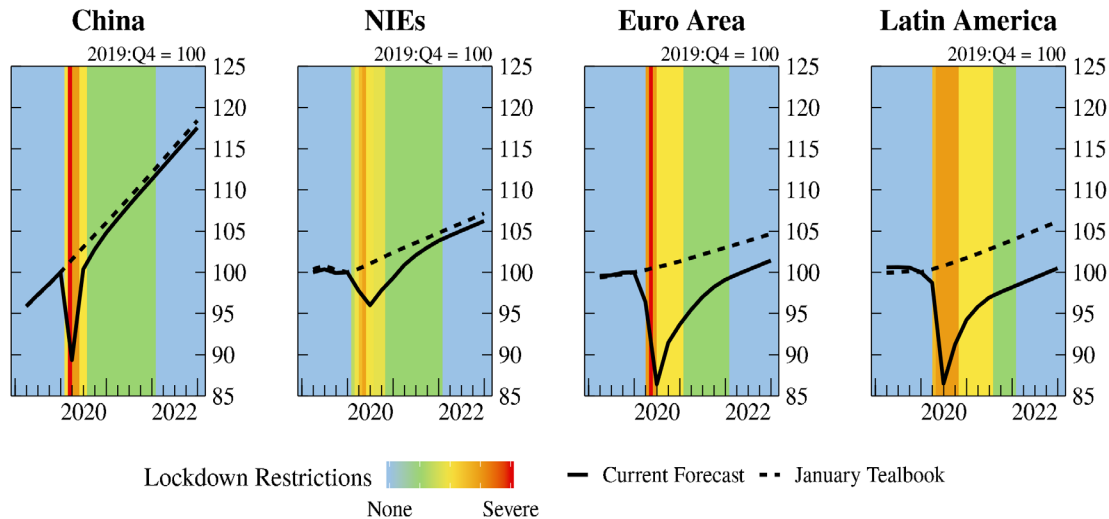 China NIEs Euro Area Latin America
2019:Q4 = 100 2019:Q4 = 100 2019:Q4 = 100 2019:Q4 = 100
125 125 125 125
120 120 120 120
115 115 115 115
110 110 110 110
105 105 105 105
100 100 100 100
95 95 95 95
90 90 90 90
85 85 85 85
2020 2022 2020 2022 2020 2022 2020 2022
Lockdown Restrictions Current Forecast January Tealbook
None Severe